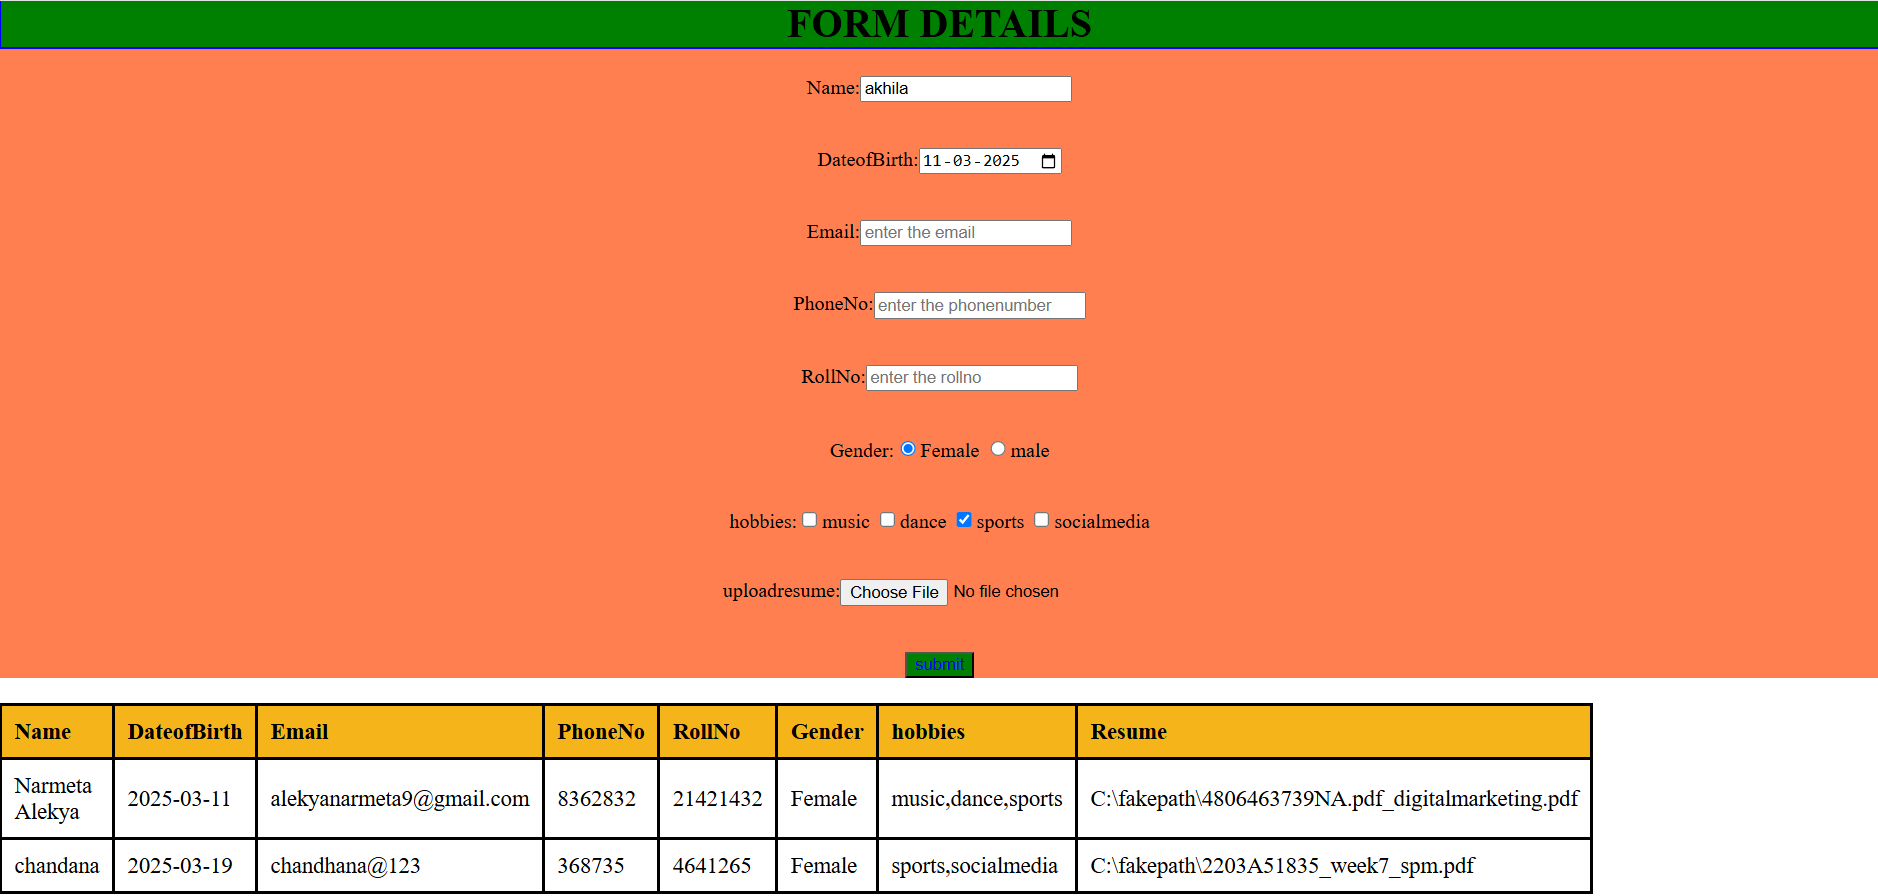 FORM DETAILS
Name: akhila
DateofBirth: 11-03-2025
Email: enter the email
PhoneNo: enter the phonenumber
RollNo: enter the rollno
Gender: Female male
hobbies: music dance sports socialmedia
uploadresume: Choose File No file chosen
submit
Name DateofBirth Email PhoneNo RollNo Gender hobbies Resume
Narmeta
Alekya 2025-03-11 alekyanarmeta9@gmail.com 8362832 21421432 Female music,dance,sports C:\fakepath\4806463739NA.pdf_digitalmarketing.pdf
chandana 2025-03-19 chandhana@123 368735 4641265 Female sports,socialmedia C:\fakepath\2203A51835_week7_spm.pdf